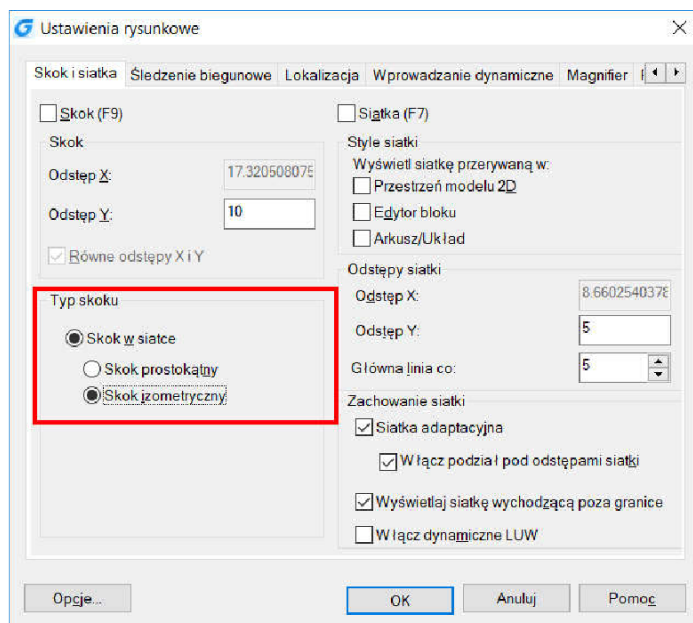 Ustawienia rysunkowe
Skok i siatka Śledzenie biegunowe Lokalizacja Wprowadzanie dynamiczne Magnifier
Skok (F9)
Skok
Odstęp X: 17.320508075
Odstęp Y: 10
Równe odstępy X i Y
Typ skoku
Skok w siatce
Skok prostokątny
Skok izometryczny
Siatka (F7)
Style siatki
Wyświetl siatkę przerywaną w:
Przestrzeń modelu 2D
Edytor bloku
Arkusz/Układ
Odstępy siatki
Odstęp X: 8.6602540378
Odstęp Y: 5
Główna linia co: 5
Zachowanie siatki
Siatka adaptacyjna
Włącz podział pod odstępami siatki
Wyświetlaj siatkę wychodzącą poza granice
Włącz dynamiczne LUW
Opcje... OK Anuluj Pomoc